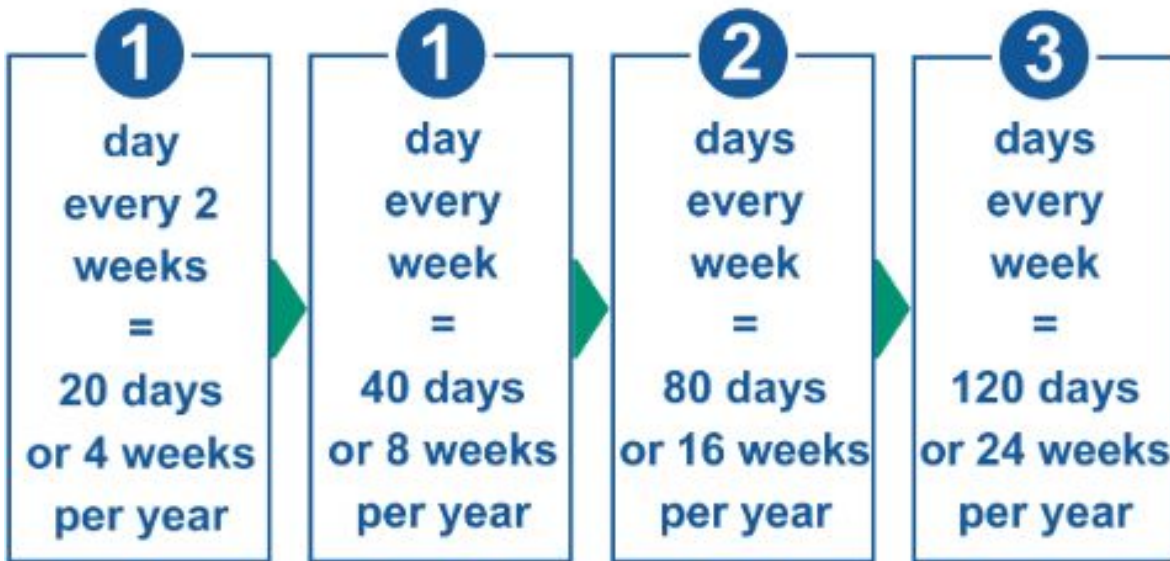 1
day
every 2
weeks
=
20 days
or 4 weeks
per year
1
day
every
week
=
40 days
or 8 weeks
per year
2
days
every
week
=
80 days
or 16 weeks
per year
3
days
every
week
=
120 days
or 24 weeks
per year